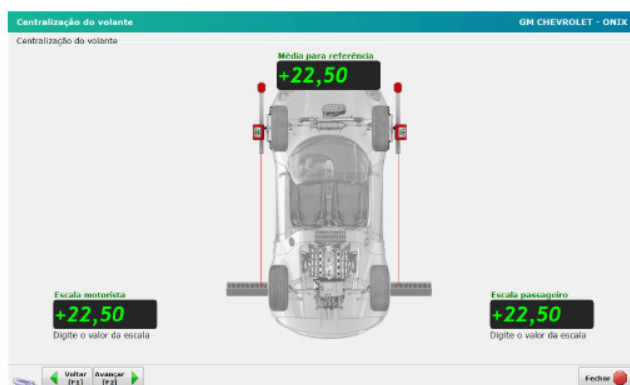 Centralização do volante
GM CHEVROLET - ONIX
Centralização do volante
Média para referência
+22,50
Escala motorista
+22,50
Digite o valor da escala
Escala passageiro
+22,50
Digite o valor da escala
Voltar
[F1]
Avançar
[F2]
Fechar